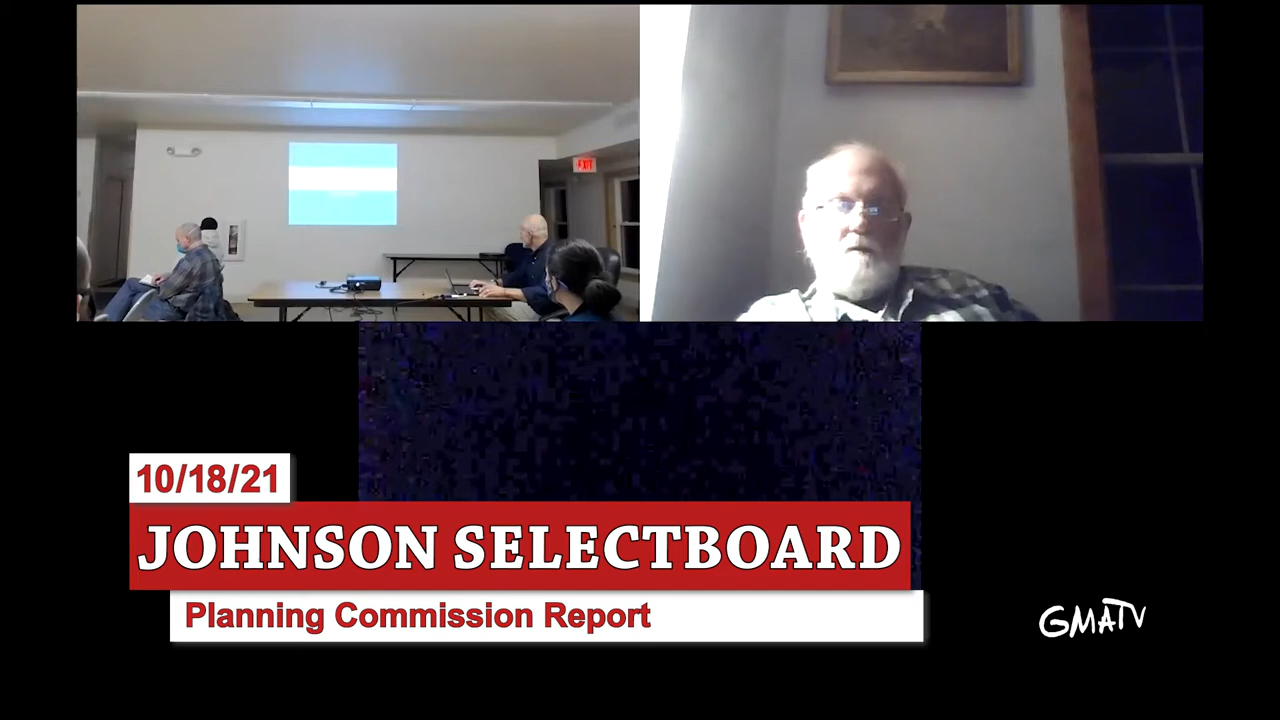 EXIT
10/18/21
JOHNSON SELECTBOARD
Planning Commission Report
GMATV